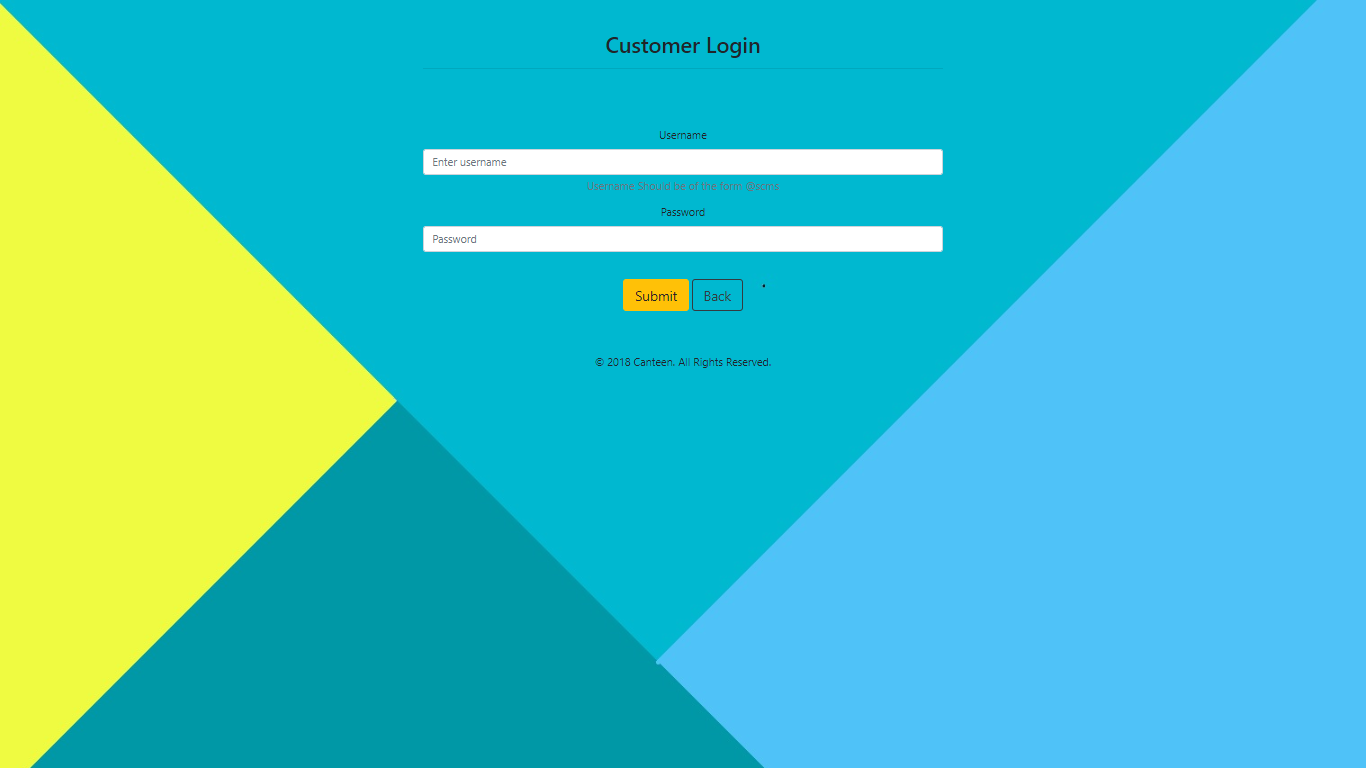 Customer Login
Username
Enter username
Username Should be of the form @scms
Password
Password
Submit Back
© 2018 Canteen. All Rights Reserved.